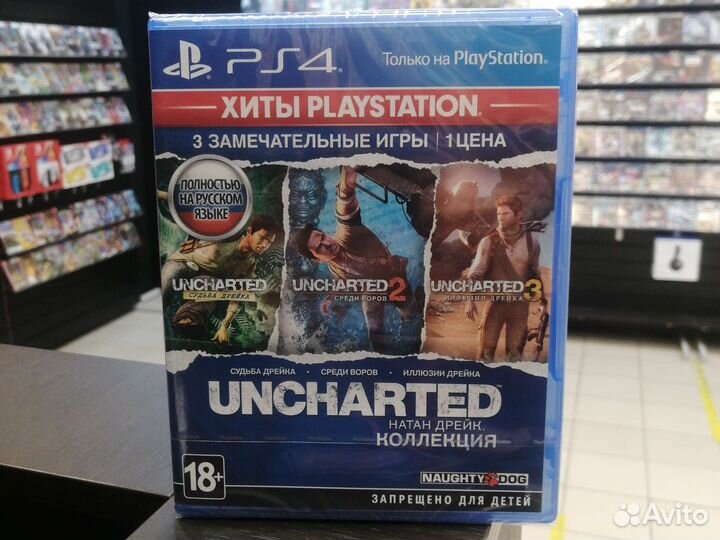 PS4
Только на PlayStation
ХИТЫ PLAYSTATION
3 ЗАМЕЧАТЕЛЬНЫЕ ИГРЫ | 1 ЦЕНА
ПОЛНОСТЬЮ
НА РУССКОМ
ЯЗЫКЕ
UNCHARTED
СУДЬБА ДРЕЙКА
UNCHARTED 2
СРЕДИ ВОРОВ
UNCHARTED 3
ИЛЛЮЗИИ ДРЕЙКА
СУДЬБА ДРЕЙКА • СРЕДИ ВОРОВ • ИЛЛЮЗИИ ДРЕЙКА
UNCHARTED
НАТАН ДРЕЙК.
КОЛЛЕКЦИЯ
18+
NAUGHTY DOG
ЗАПРЕЩЕНО ДЛЯ ДЕТЕЙ
Avito